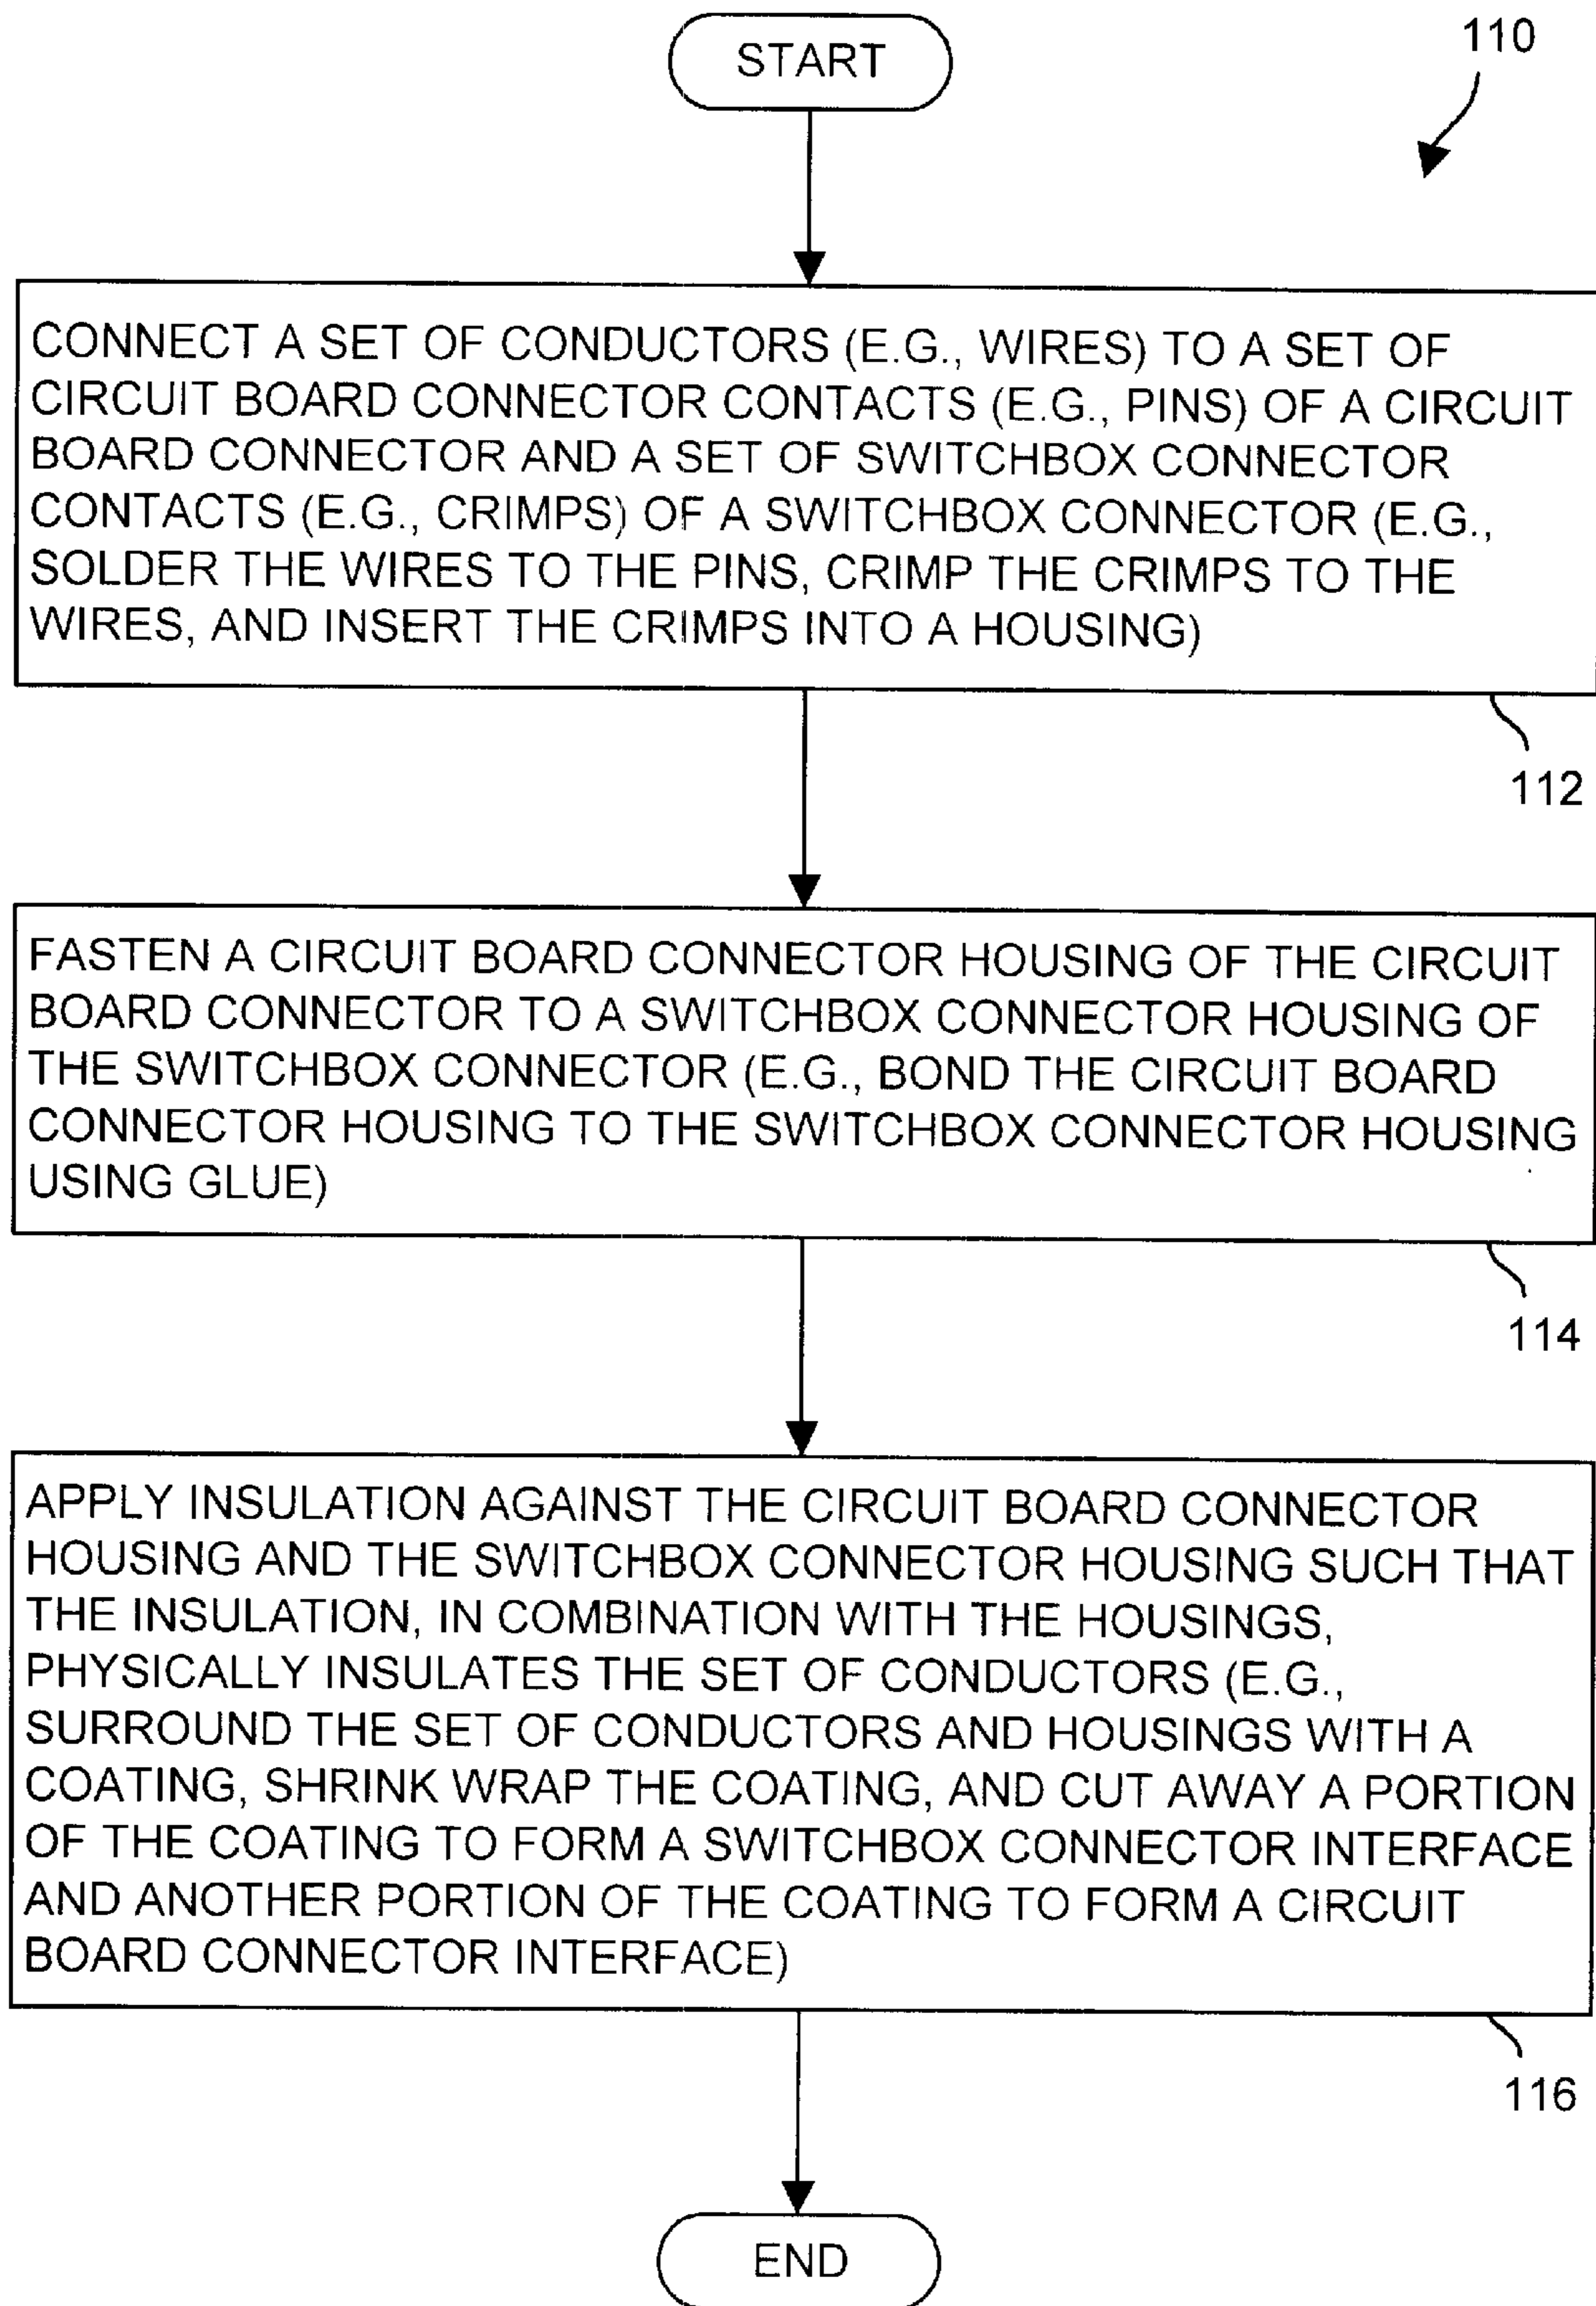 START
110
CONNECT A SET OF CONDUCTORS (E.G., WIRES) TO A SET OF
CIRCUIT BOARD CONNECTOR CONTACTS (E.G., PINS) OF A CIRCUIT
BOARD CONNECTOR AND A SET OF SWITCHBOX CONNECTOR
CONTACTS (E.G., CRIMPS) OF A SWITCHBOX CONNECTOR (E.G.,
SOLDER THE WIRES TO THE PINS, CRIMP THE CRIMPS TO THE
WIRES, AND INSERT THE CRIMPS INTO A HOUSING)
112
FASTEN A CIRCUIT BOARD CONNECTOR HOUSING OF THE CIRCUIT
BOARD CONNECTOR TO A SWITCHBOX CONNECTOR HOUSING OF
THE SWITCHBOX CONNECTOR (E.G., BOND THE CIRCUIT BOARD
CONNECTOR HOUSING TO THE SWITCHBOX CONNECTOR HOUSING
USING GLUE)
114
APPLY INSULATION AGAINST THE CIRCUIT BOARD CONNECTOR
HOUSING AND THE SWITCHBOX CONNECTOR HOUSING SUCH THAT
THE INSULATION, IN COMBINATION WITH THE HOUSINGS,
PHYSICALLY INSULATES THE SET OF CONDUCTORS (E.G.,
SURROUND THE SET OF CONDUCTORS AND HOUSINGS WITH A
COATING, SHRINK WRAP THE COATING, AND CUT AWAY A PORTION
OF THE COATING TO FORM A SWITCHBOX CONNECTOR INTERFACE
AND ANOTHER PORTION OF THE COATING TO FORM A CIRCUIT
BOARD CONNECTOR INTERFACE)
116
END